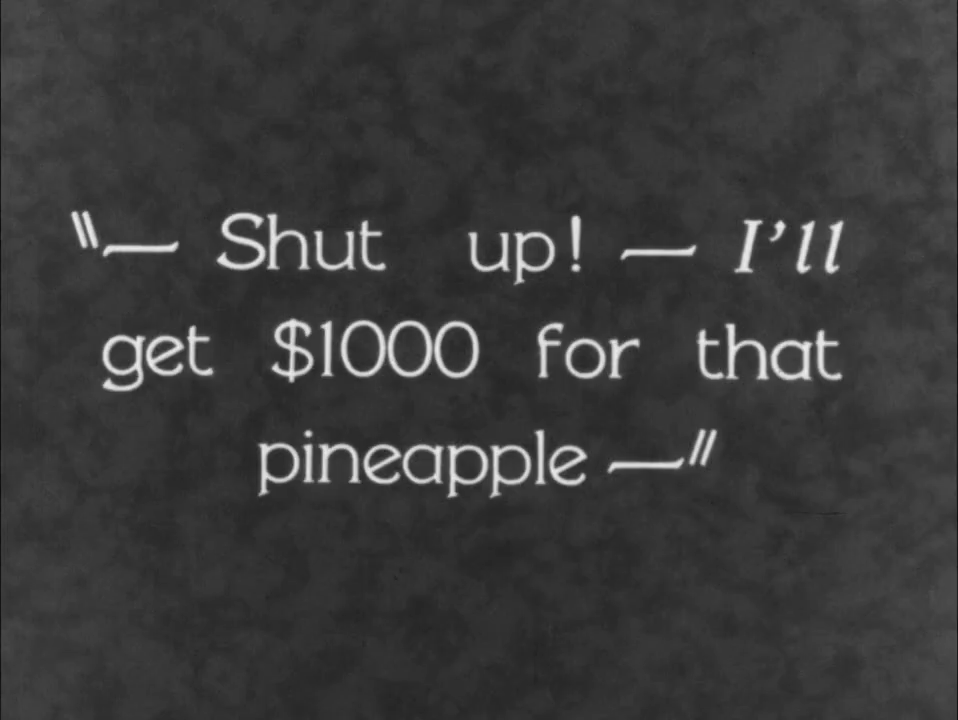 "— Shut up! — I'll
get $1000 for that
pineapple —"